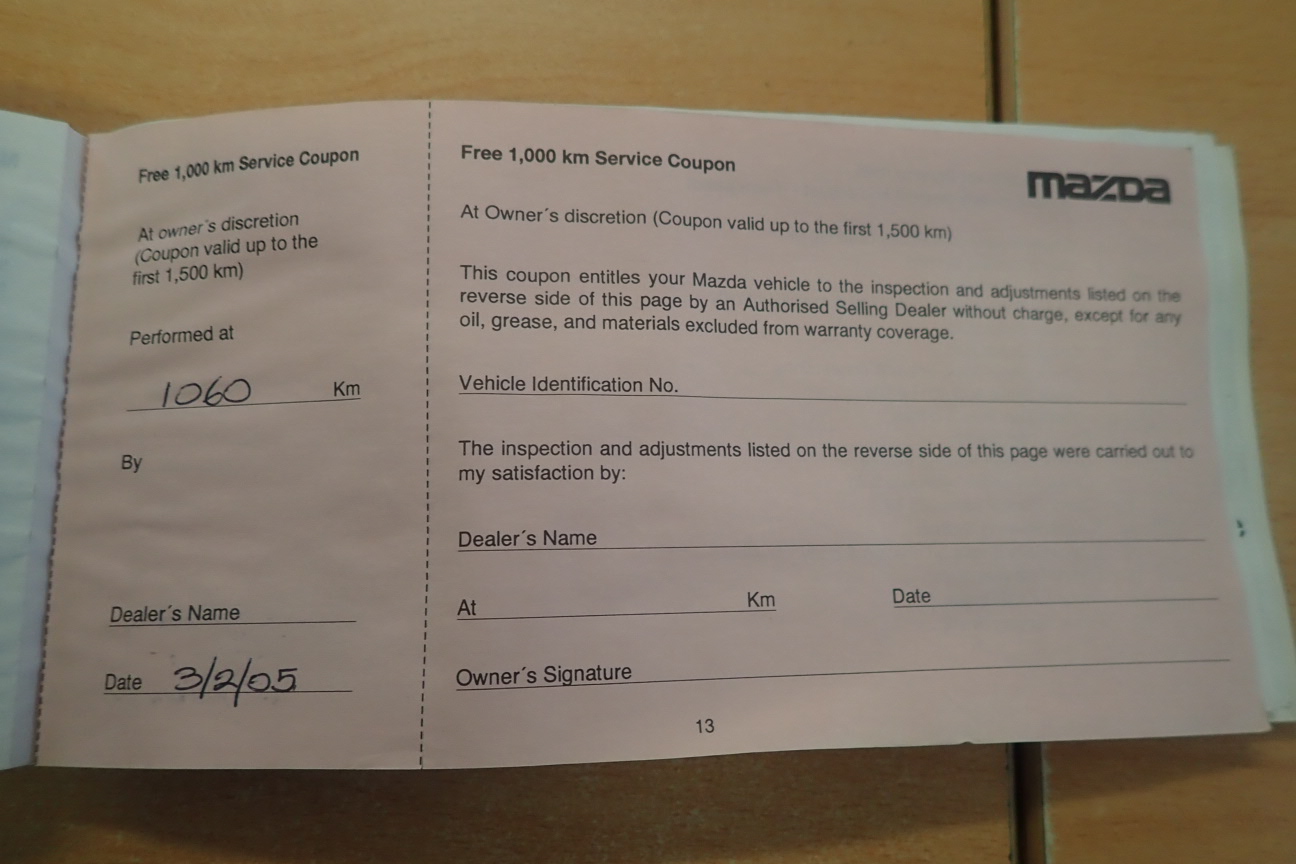 Free 1,000 km Service Coupon
At owner´s discretion
(Coupon valid up to the
first 1,500 km)
Performed at
1060 Km
By
Dealer´s Name
Date 3/2/05
Free 1,000 km Service Coupon
mazda
At Owner´s discretion (Coupon valid up to the first 1,500 km)
This coupon entitles your Mazda vehicle to the inspection and adjustments listed on the
reverse side of this page by an Authorised Selling Dealer without charge, except for any
oil, grease, and materials excluded from warranty coverage.
Vehicle Identification No.
The inspection and adjustments listed on the reverse side of this page were carried out to
my satisfaction by:
Dealer´s Name
At Km Date
Owner´s Signature
13